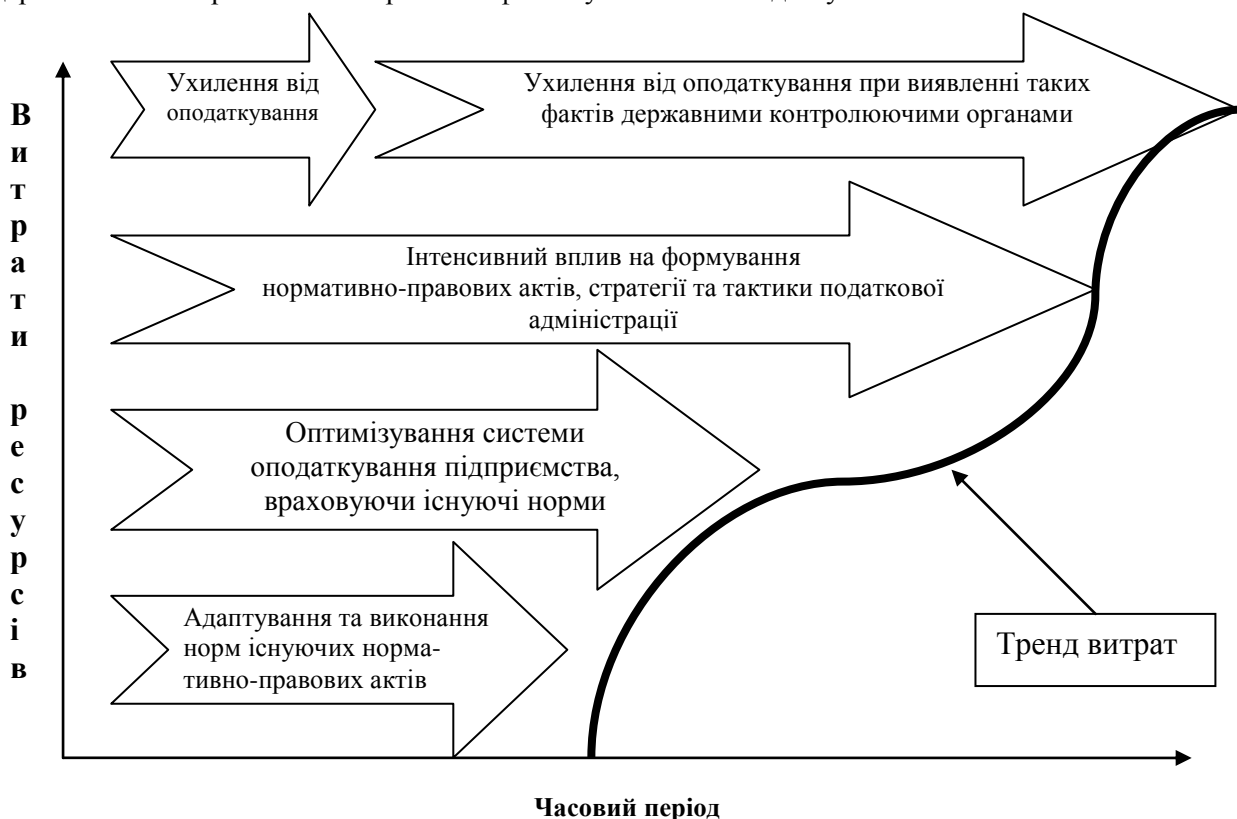 Ухилення від
оподаткування
Ухилення від оподаткування при виявленні таких
фактів державними контролюючими органами
Витрати ресурсів
Інтенсивний вплив на формування
нормативно-правових актів, стратегії та тактики податкової
адміністрації
Оптимізування системи
оподаткування підприємства,
враховуючи існуючі норми
Адаптування та виконання
норм існуючих норма-
тивно-правових актів
Тренд витрат
Часовий період